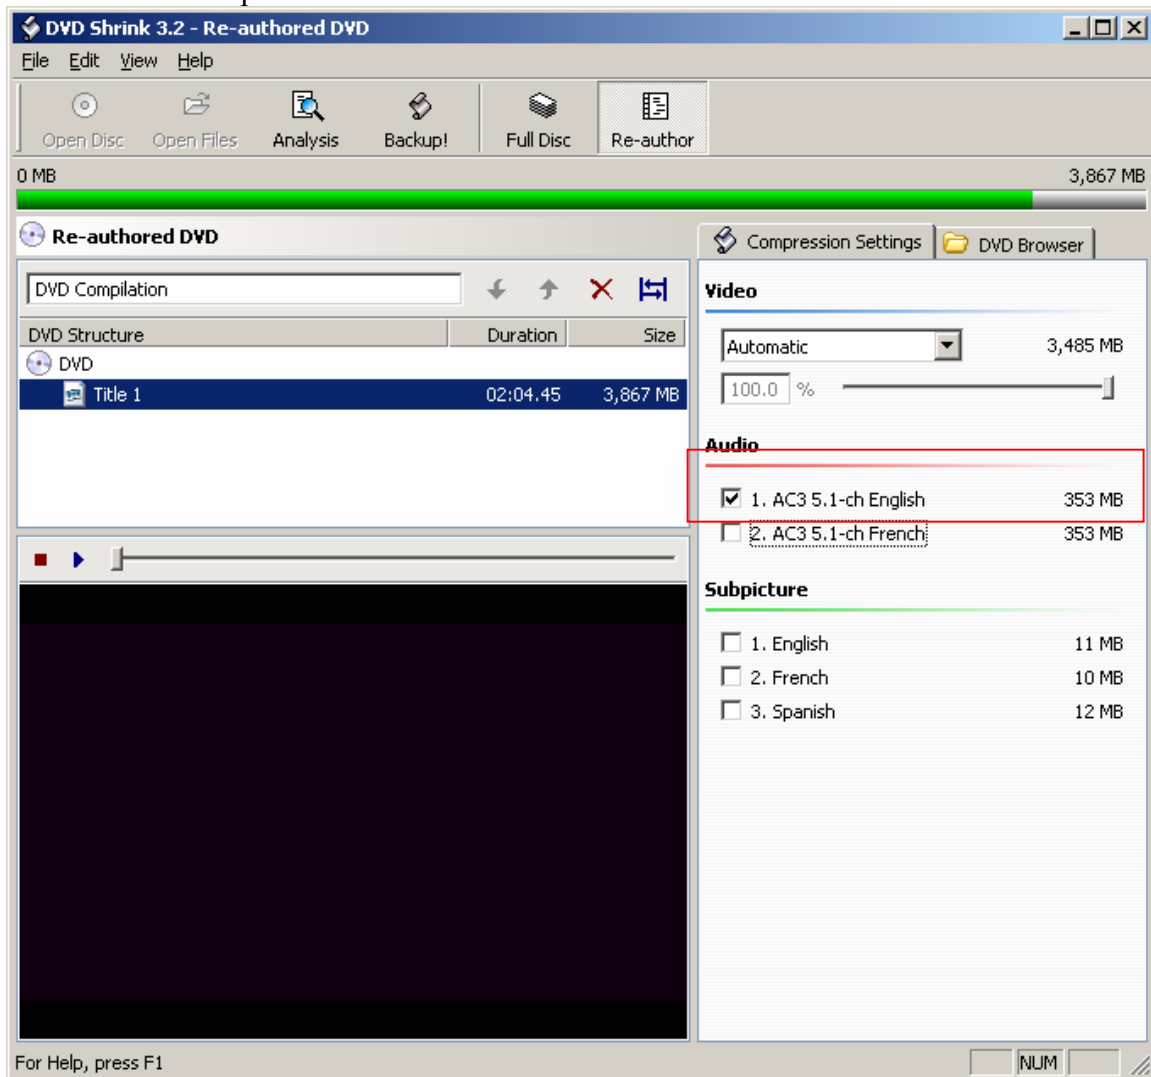 DVD Shrink 3.2 - Re-authored DVD
File Edit View Help
Open Disc Open Files Analysis Backup! Full Disc Re-author
0 MB 3,867 MB
Re-authored DVD
Compression Settings DVD Browser
DVD Compilation
DVD Structure Duration Size
DVD
Title 1 02:04.45 3,867 MB
Video
Automatic 3,485 MB
100.0 %
Audio
1. AC3 5.1-ch English 353 MB
2. AC3 5.1-ch French 353 MB
Subpicture
1. English 11 MB
2. French 10 MB
3. Spanish 12 MB
For Help, press F1 NUM